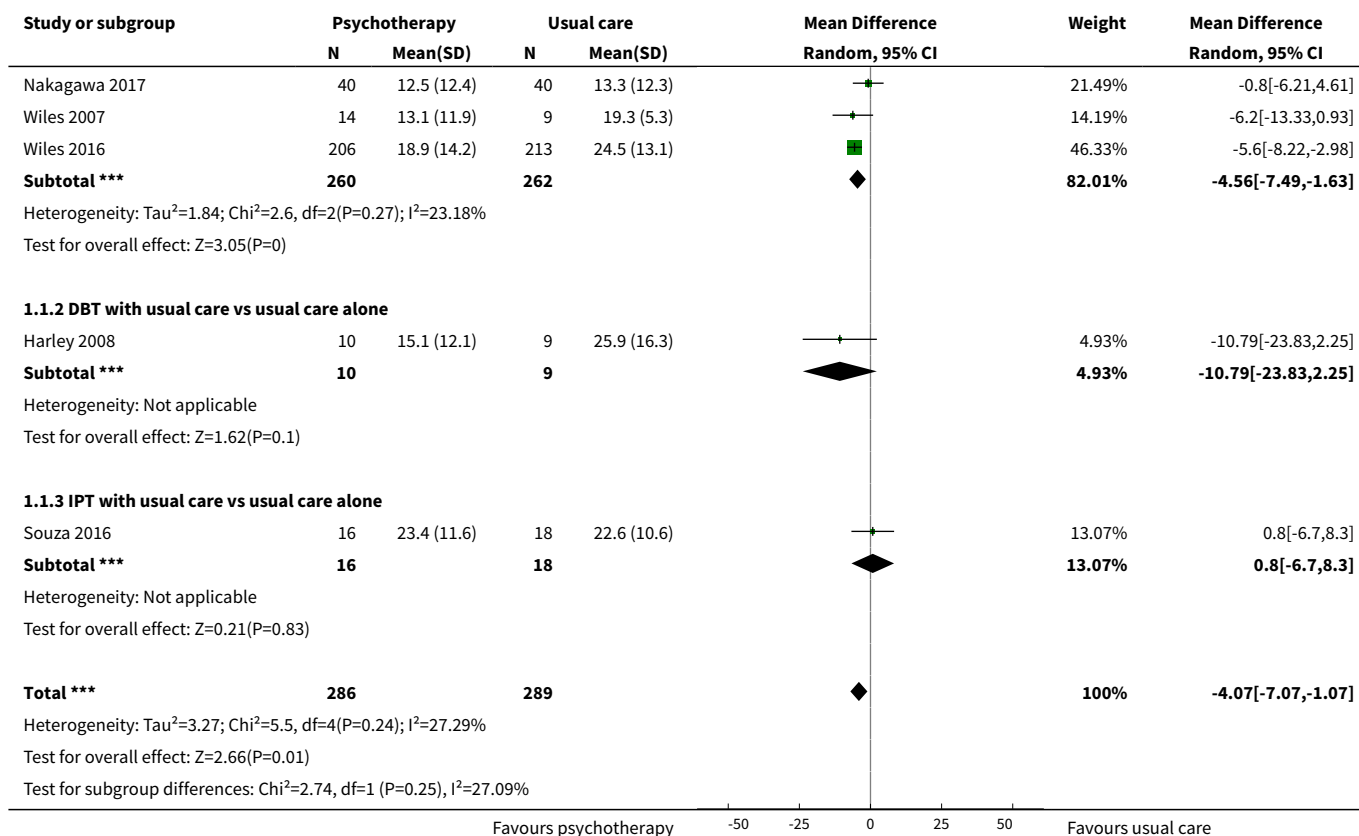 Study or subgroup Psychotherapy Usual care Mean Difference Weight Mean Difference
N Mean(SD) N Mean(SD) Random, 95% CI Random, 95% CI
Nakagawa 2017 40 12.5 (12.4) 40 13.3 (12.3) 21.49% -0.8[-6.21,4.61]
Wiles 2007 14 13.1 (11.9) 9 19.3 (5.3) 14.19% -6.2[-13.33,0.93]
Wiles 2016 206 18.9 (14.2) 213 24.5 (13.1) 46.33% -5.6[-8.22,-2.98]
Subtotal *** 260 262 82.01% -4.56[-7.49,-1.63]
Heterogeneity: Tau²=1.84; Chi²=2.6, df=2(P=0.27); I²=23.18%
Test for overall effect: Z=3.05(P=0)
1.1.2 DBT with usual care vs usual care alone
Harley 2008 10 15.1 (12.1) 9 25.9 (16.3) 4.93% -10.79[-23.83,2.25]
Subtotal *** 10 9 4.93% -10.79[-23.83,2.25]
Heterogeneity: Not applicable
Test for overall effect: Z=1.62(P=0.1)
1.1.3 IPT with usual care vs usual care alone
Souza 2016 16 23.4 (11.6) 18 22.6 (10.6) 13.07% 0.8[-6.7,8.3]
Subtotal *** 16 18 13.07% 0.8[-6.7,8.3]
Heterogeneity: Not applicable
Test for overall effect: Z=0.21(P=0.83)
Total *** 286 289 100% -4.07[-7.07,-1.07]
Heterogeneity: Tau²=3.27; Chi²=5.5, df=4(P=0.24); I²=27.29%
Test for overall effect: Z=2.66(P=0.01)
Test for subgroup differences: Chi²=2.74, df=1 (P=0.25), I²=27.09%
Favours psychotherapy -50 -25 0 25 50 Favours usual care